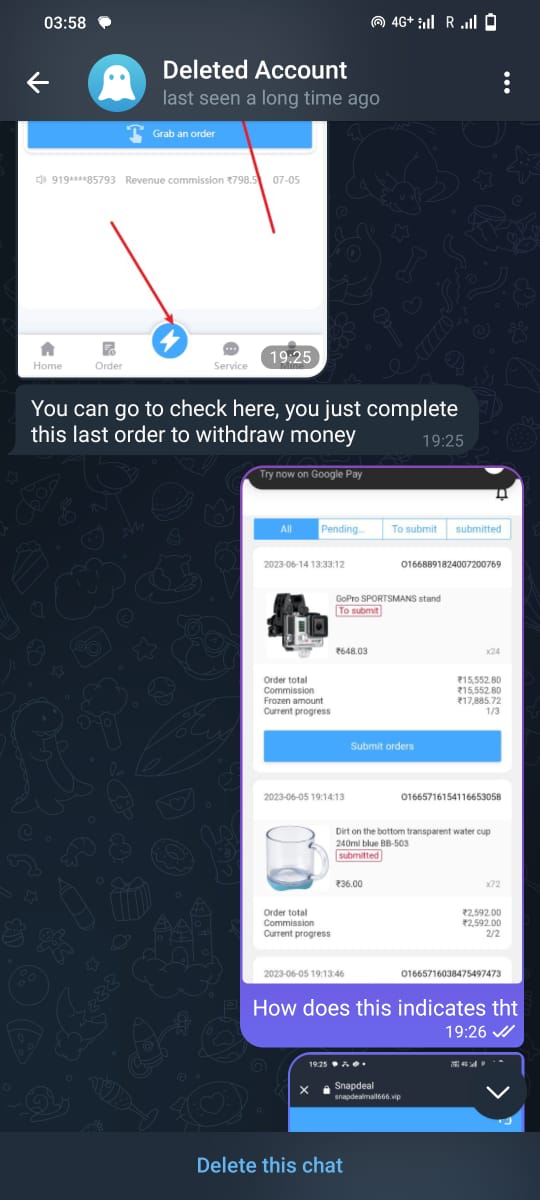 03:58
4G+
R
Deleted Account
last seen a long time ago
Grab an order
919****85793 Revenue commission ₹798.5 07-05
Home
Order
Service
19:25
You can go to check here, you just complete
this last order to withdraw money
19:25
Try now on Google Pay
All
Pending...
To submit
submitted
2023-06-14 13:33:12 O1668891824007200769
GoPro SPORTSMANS stand
To submit
₹648.03 x24
Order total ₹15,552.80
Commission ₹15,552.80
Frozen amount ₹17,885.72
Current progress 1/3
Submit orders
2023-06-05 19:14:13 O1665716154116653058
Dirt on the bottom transparent water cup
240ml blue BB-503
submitted
₹36.00 x72
Order total ₹2,592.00
Commission ₹2,592.00
Current progress 2/2
2023-06-05 19:13:46 O1665716038475497473
How does this indicates tht
19:26
19:25
Snapdeal
snapdealmall666.vip
Delete this chat